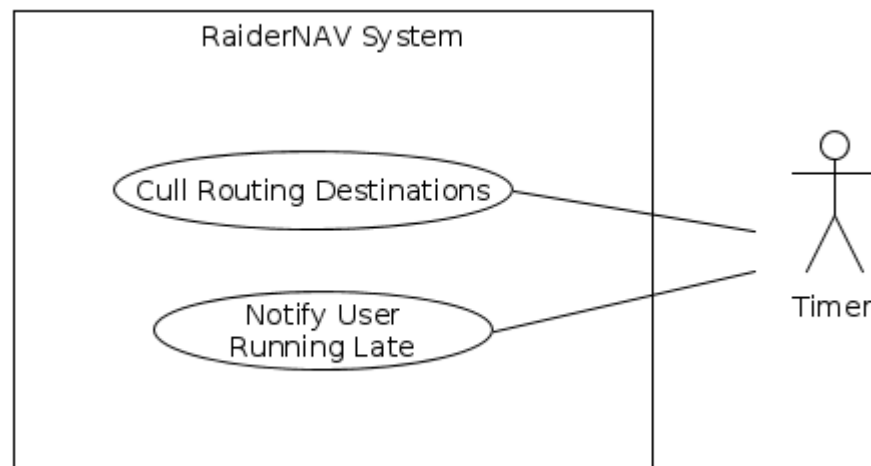 RaiderNAV System
Cull Routing Destinations
Notify User
Running Late
Timer